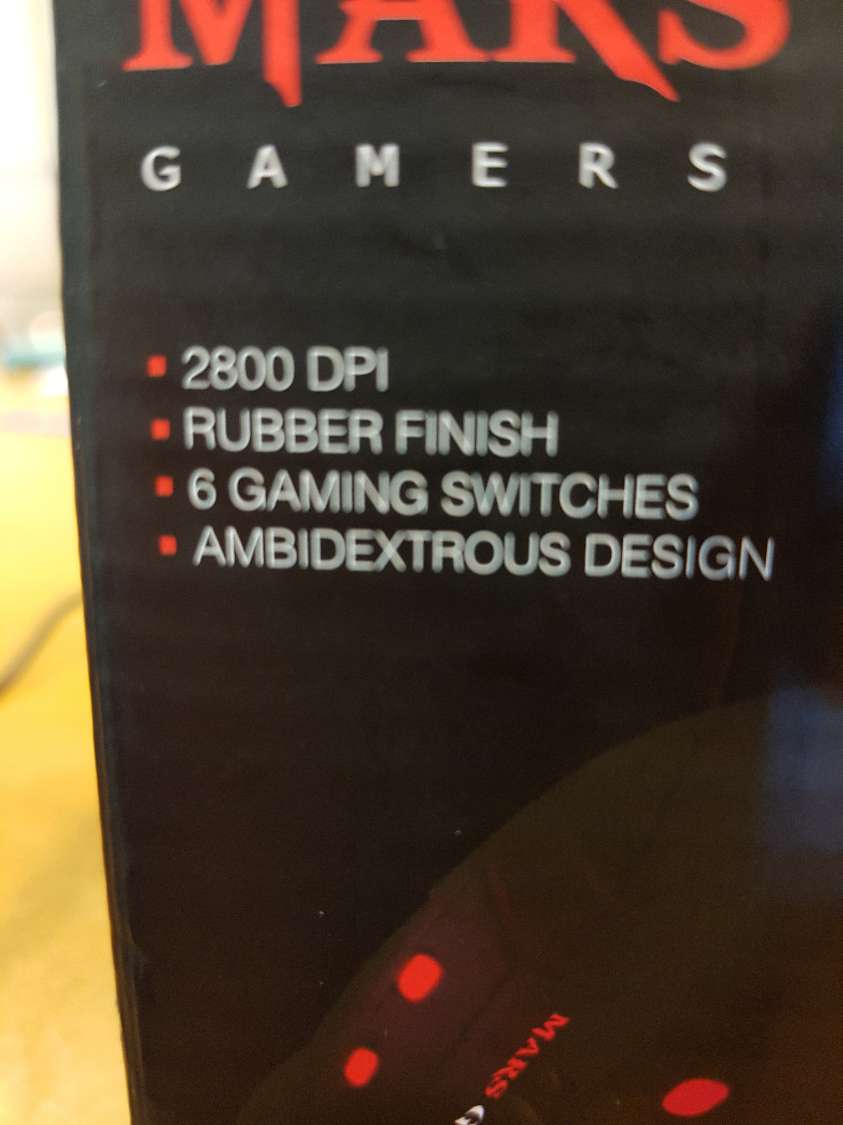 MARS
GAMERS
2800 DPI
RUBBER FINISH
6 GAMING SWITCHES
AMBIDEXTROUS DESIGN
MARS G